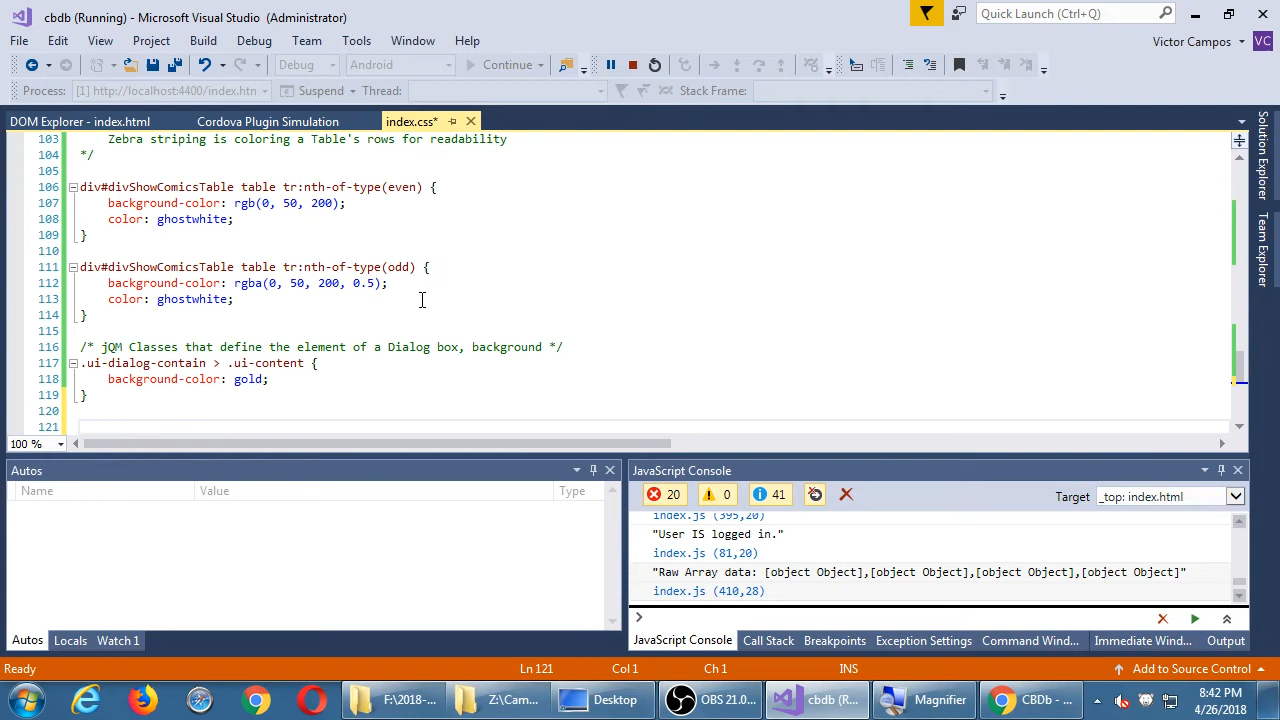 cbdb (Running) - Microsoft Visual Studio (Administrator)
Quick Launch (Ctrl+Q)
File Edit View Project Build Debug Team Tools Window Help
Victor Campos VC
Debug Android Continue
Process: [1] http://localhost:4400/index.htn Suspend Thread: Stack Frame:
DOM Explorer - index.html Cordova Plugin Simulation index.css*
103 Zebra striping is coloring a Table's rows for readability
104 */
105
106 div#divShowComicsTable table tr:nth-of-type(even) {
107 background-color: rgb(0, 50, 200);
108 color: ghostwhite;
109 }
110
111 div#divShowComicsTable table tr:nth-of-type(odd) {
112 background-color: rgba(0, 50, 200, 0.5);
113 color: ghostwhite;
114 }
115
116 /* jQM Classes that define the element of a Dialog box, background */
117 .ui-dialog-contain > .ui-content {
118 background-color: gold;
119 }
120
121
100 %
Solution Explorer
Team Explorer
Autos
Name Value Type
Autos Locals Watch 1
JavaScript Console
20 0 41 Target _top: index.html
index.js (395,20)
"User IS logged in."
index.js (81,20)
"Raw Array data: [object Object],[object Object],[object Object],[object Object]"
index.js (410,28)
JavaScript Console Call Stack Breakpoints Exception Settings Command Wind... Immediate Wind... Output
Ready Ln 121 Col 1 Ch 1 INS Add to Source Control
F:\2018-... Z:\Cam... Desktop OBS 21.0... cbdb (R... Magnifier CBDb - ...
8:42 PM
4/26/2018